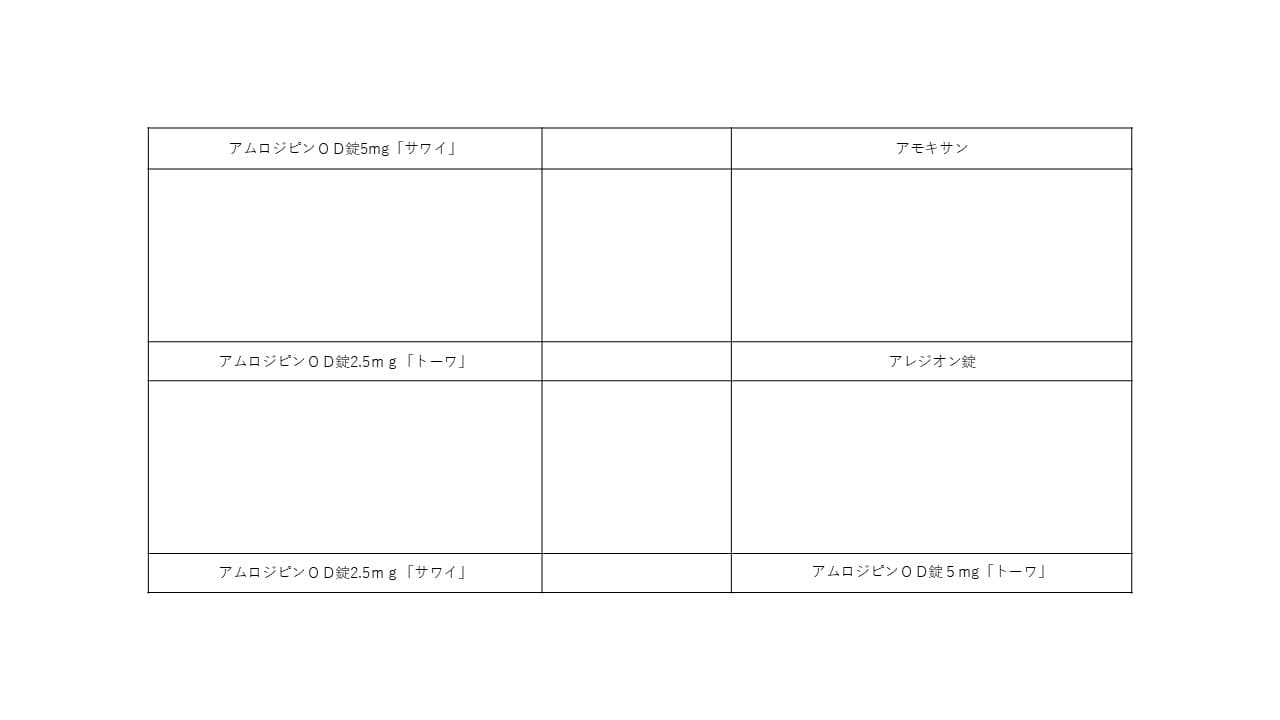 アムロジピンＯＤ錠5mg「サワイ」
アモキサン
アムロジピンＯＤ錠2.5ｍｇ「トーワ」
アレジオン錠
アムロジピンＯＤ錠2.5ｍｇ「サワイ」
アムロジピンＯＤ錠５mg「トーワ」